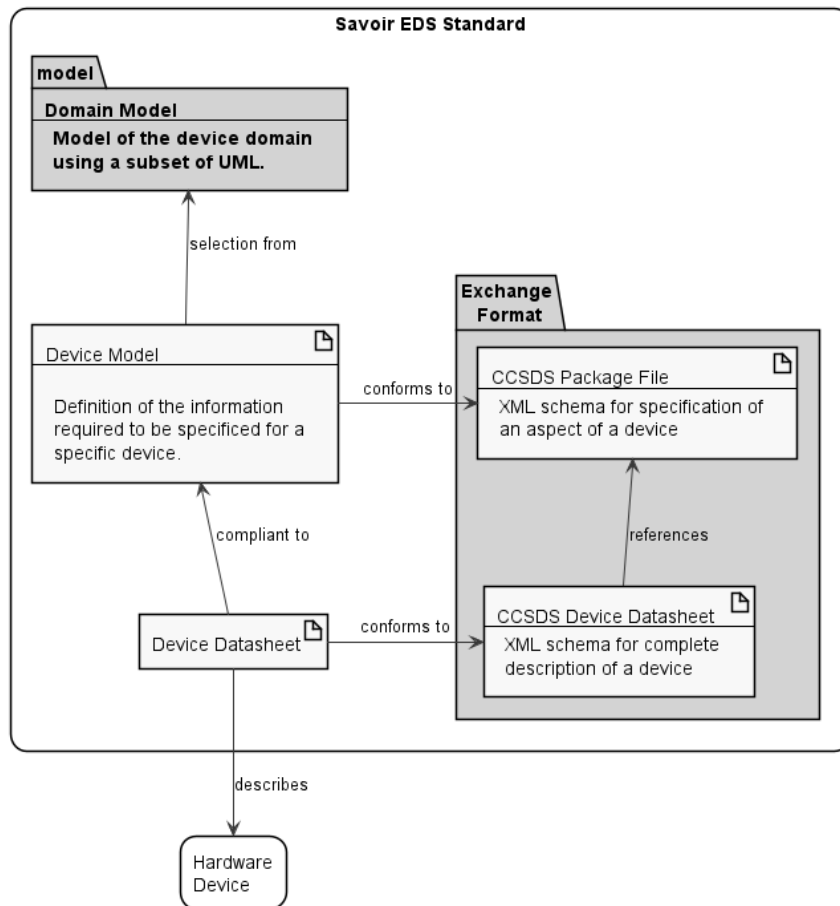 Savoir EDS Standard
model
Domain Model
Model of the device domain
using a subset of UML.
selection from
Exchange
Format
Device Model
Definition of the information
required to be specificed for a
specific device.
conforms to
CCSDS Package File
XML schema for specification of
an aspect of a device
compliant to
references
Device Datasheet
conforms to
CCSDS Device Datasheet
XML schema for complete
description of a device
describes
Hardware
Device